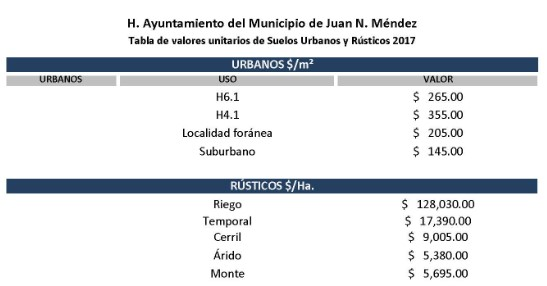 H. Ayuntamiento del Municipio de Juan N. Méndez
Tabla de valores unitarios de Suelos Urbanos y Rústicos 2017
URBANOS $/m²
URBANOS USO VALOR
H6.1 $ 265.00
H4.1 $ 355.00
Localidad foránea $ 205.00
Suburbano $ 145.00
RÚSTICOS $/Ha.
Riego $ 128,030.00
Temporal $ 17,390.00
Cerril $ 9,005.00
Árido $ 5,380.00
Monte $ 5,695.00